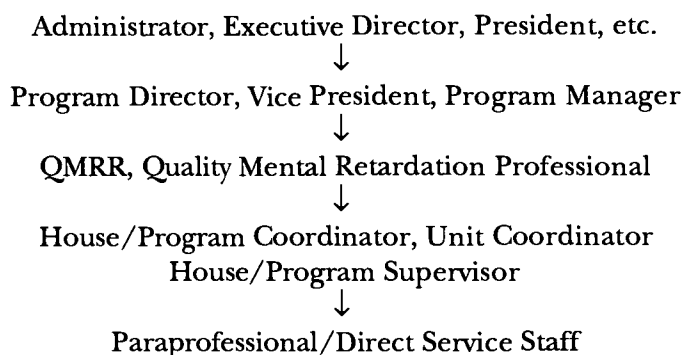 Administrator, Executive Director, President, etc.
↓
Program Director, Vice President, Program Manager
↓
QMRR, Quality Mental Retardation Professional
↓
House/Program Coordinator, Unit Coordinator
House/Program Supervisor
↓
Paraprofessional/Direct Service Staff